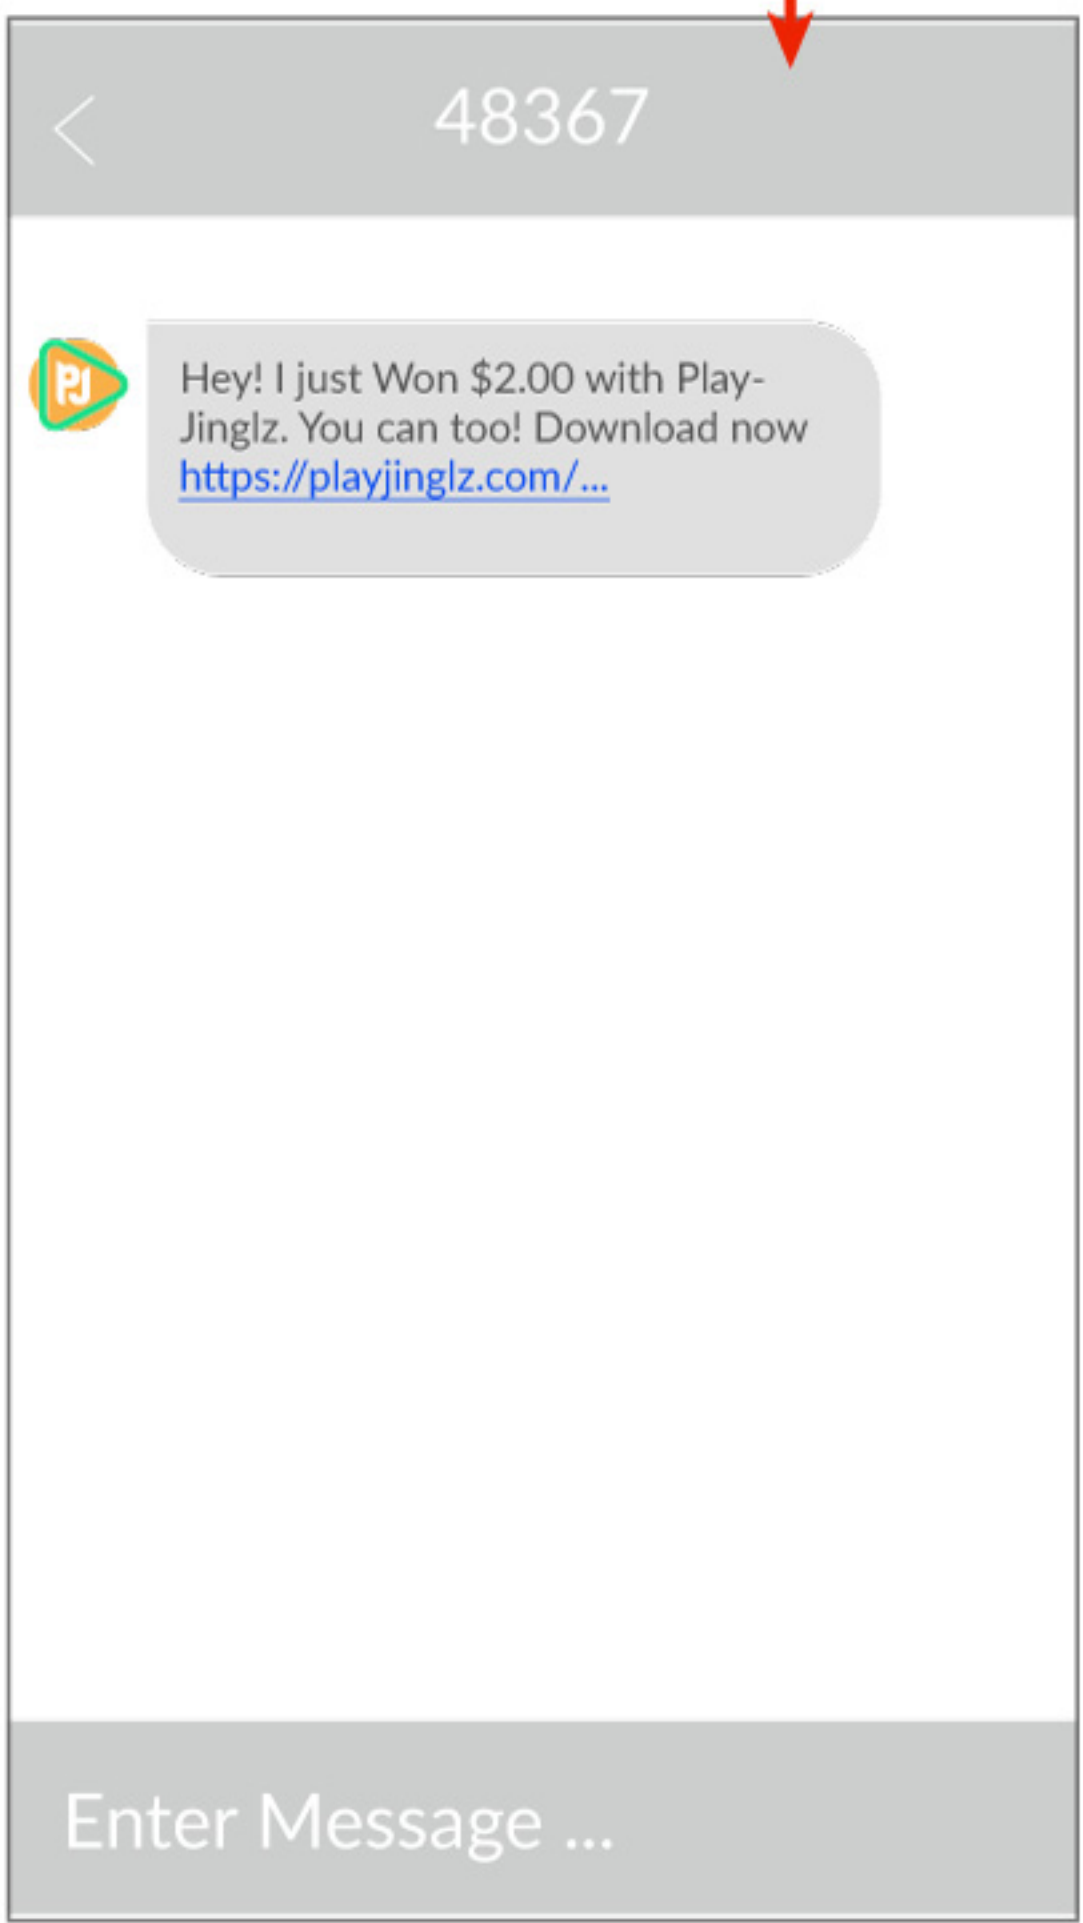 48367
PJ
Hey! I just Won $2.00 with Play-
Jinglz. You can too! Download now
https://playjinglz.com/...
Enter Message ...